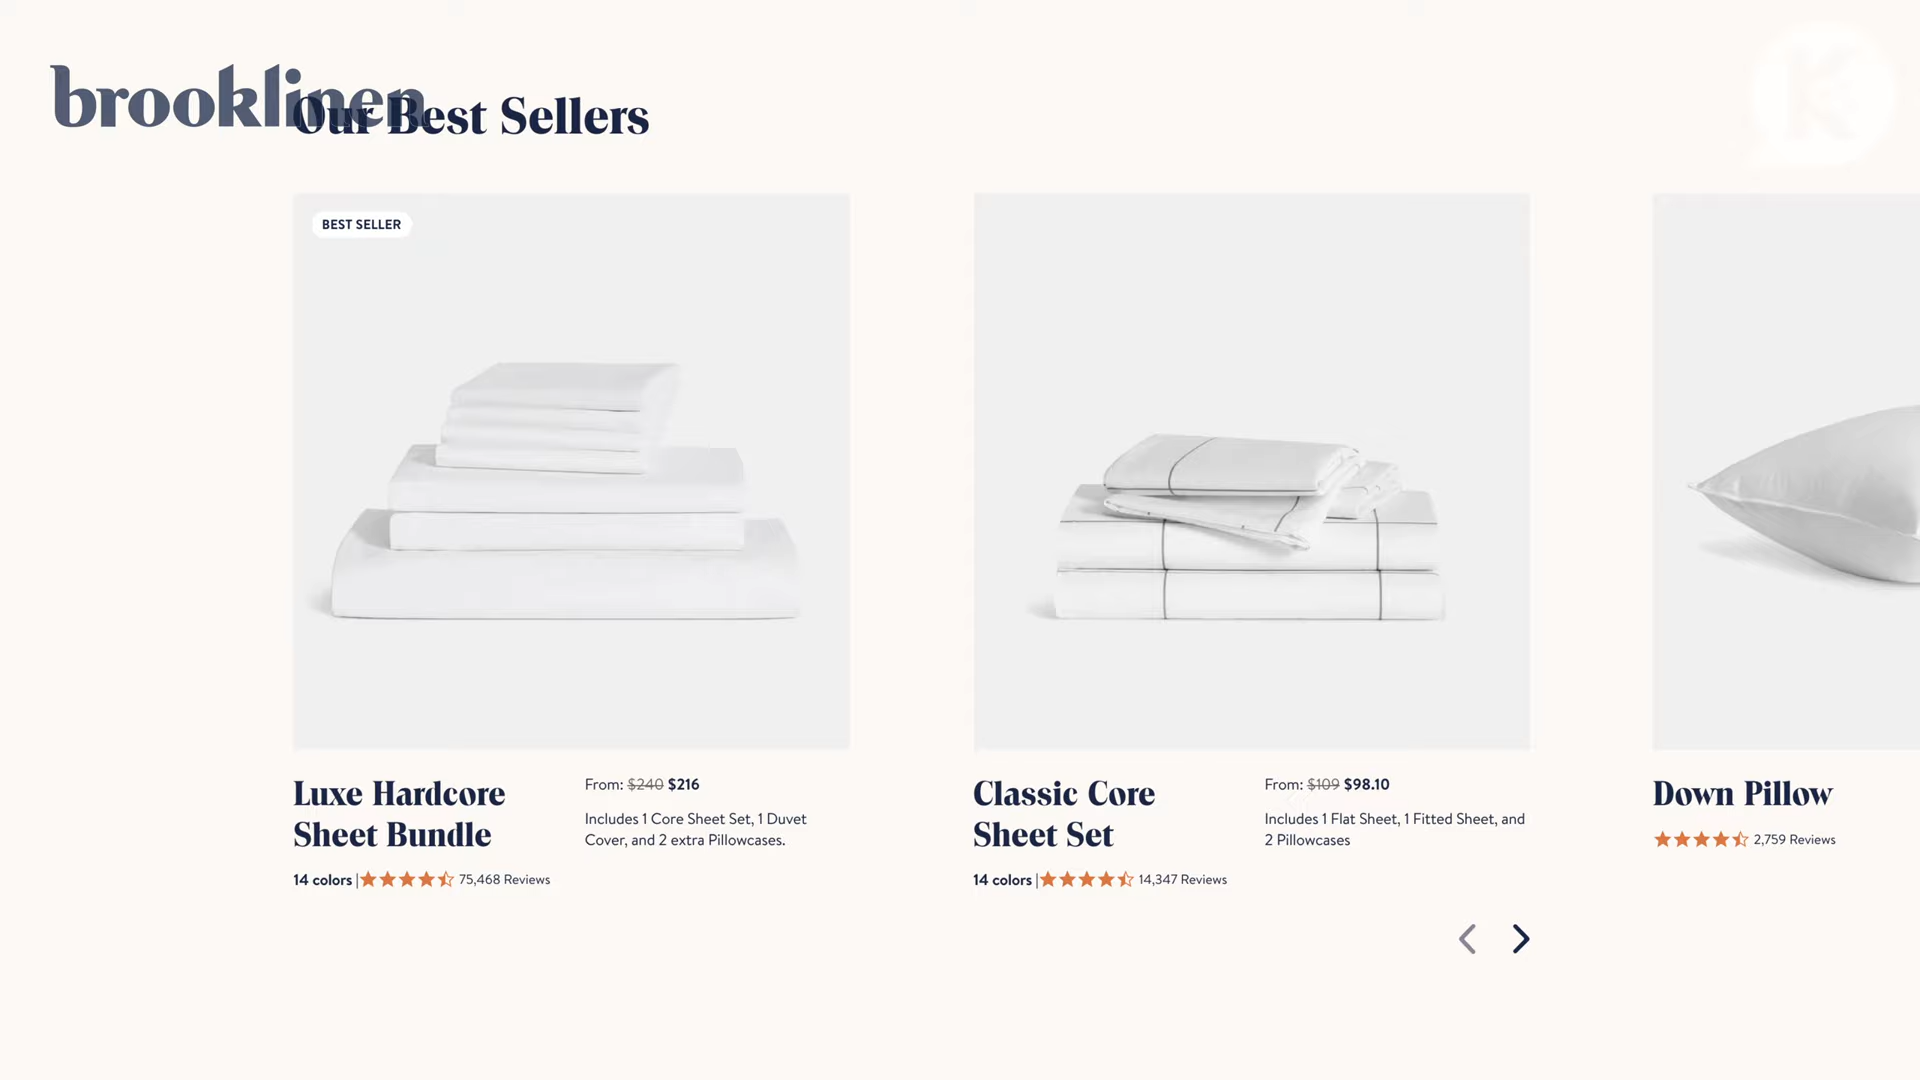 brooklinen
Our Best Sellers
BEST SELLER
Luxe Hardcore
Sheet Bundle
From: $240 $216
Includes 1 Core Sheet Set, 1 Duvet
Cover, and 2 extra Pillowcases.
14 colors | 75,468 Reviews
Classic Core
Sheet Set
From: $109 $98.10
Includes 1 Flat Sheet, 1 Fitted Sheet, and
2 Pillowcases
14 colors | 14,347 Reviews
Down Pillow
2,759 Reviews